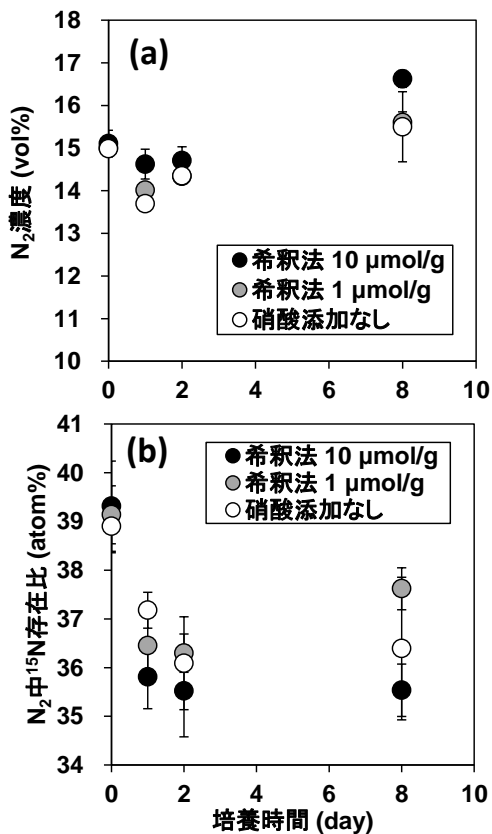 (a)
N₂濃度 (vol%)
18
17
16
15
14
13
12
11
10
希釈法 10 μmol/g
希釈法 1 μmol/g
硝酸添加なし
0 2 4 6 8 10
(b)
N₂中¹⁵N存在比 (atom%)
41
40
39
38
37
36
35
34
希釈法 10 μmol/g
希釈法 1 μmol/g
硝酸添加なし
0 2 4 6 8 10
培養時間 (day)